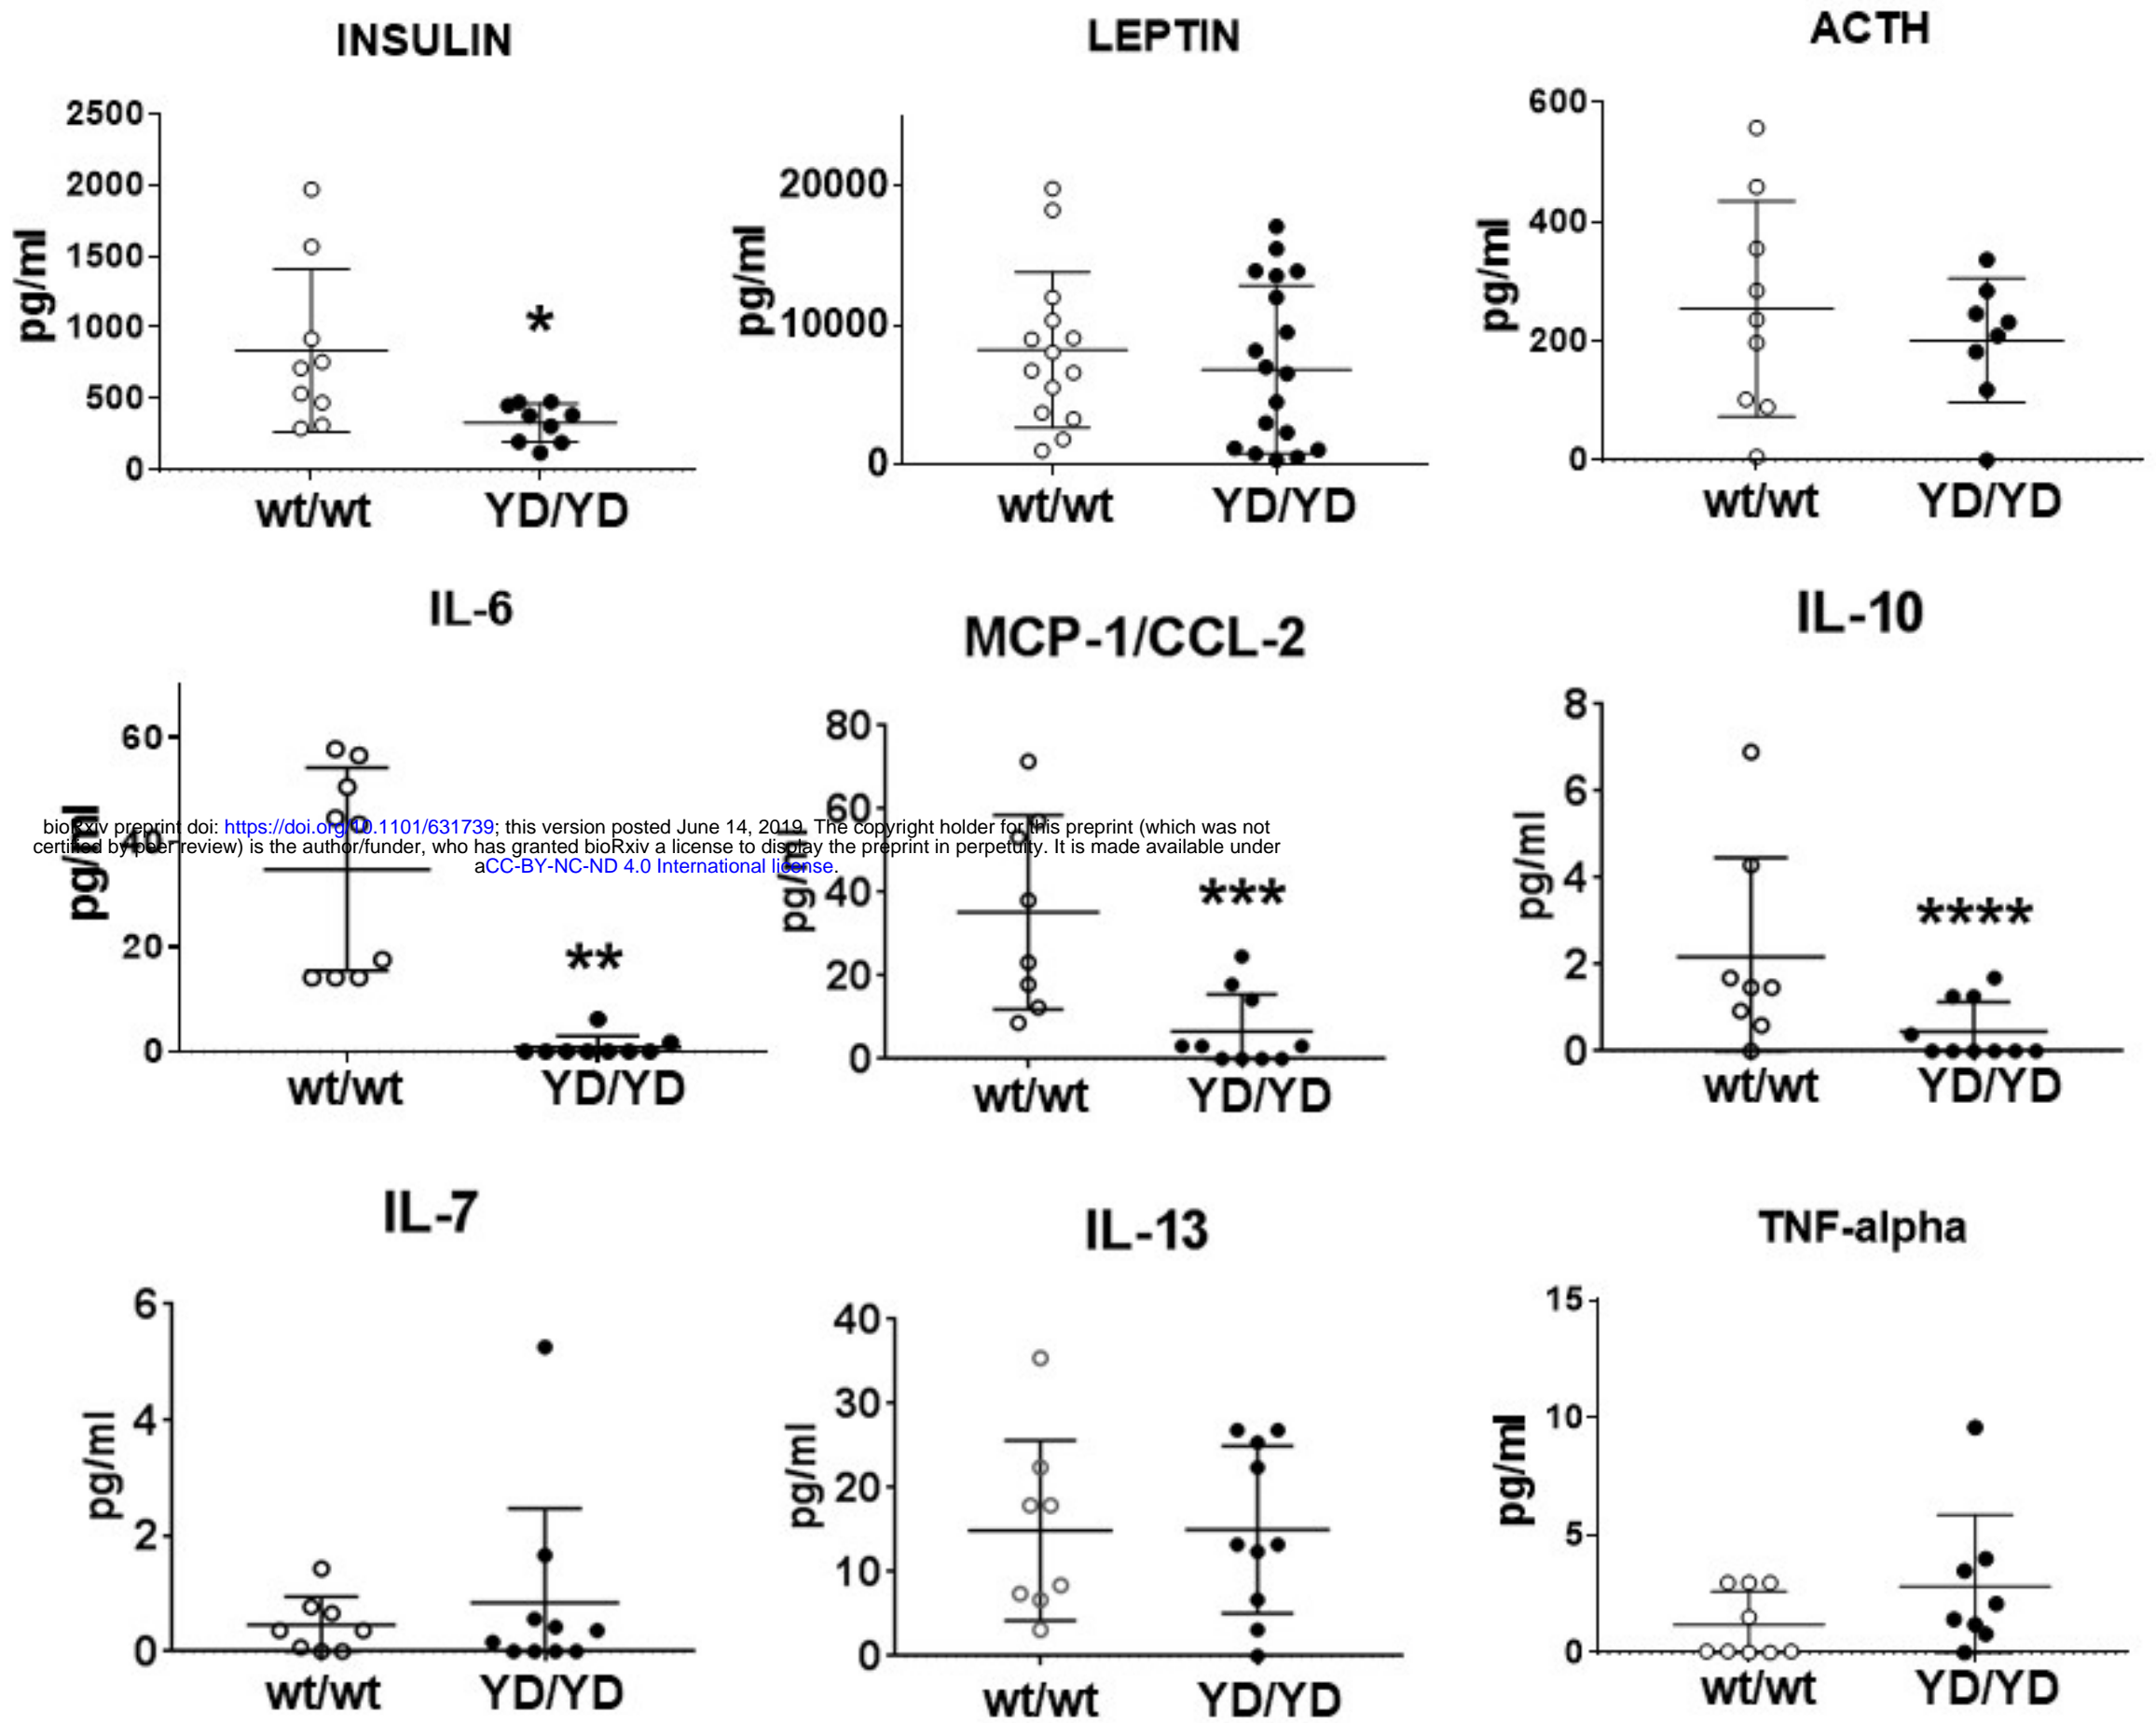 INSULIN
pg/ml
2500
2000
1500
1000
500
0
*
wt/wt YD/YD
LEPTIN
pg/ml
20000
10000
0
wt/wt YD/YD
ACTH
pg/ml
600
400
200
0
wt/wt YD/YD
IL-6
pg/ml
60
40
20
0
**
wt/wt YD/YD
MCP-1/CCL-2
pg/ml
80
60
40
20
0
***
wt/wt YD/YD
IL-10
pg/ml
8
6
4
2
0
****
wt/wt YD/YD
bioRxiv preprint doi: https://doi.org/10.1101/631739; this version posted June 14, 2019. The copyright holder for this preprint (which was not
certified by peer review) is the author/funder, who has granted bioRxiv a license to display the preprint in perpetuity. It is made available under
aCC-BY-NC-ND 4.0 International license.
IL-7
pg/ml
6
4
2
0
wt/wt YD/YD
IL-13
pg/ml
40
30
20
10
0
wt/wt YD/YD
TNF-alpha
pg/ml
15
10
5
0
wt/wt YD/YD